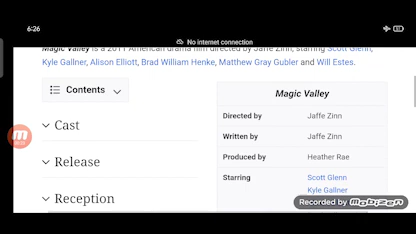 6:26
No internet connection
Magic Valley is a 2011 American drama film directed by Jaffe Zinn, starring Scott Glenn,
Kyle Gallner, Alison Elliott, Brad William Henke, Matthew Gray Gubler and Will Estes.
Contents
Cast
Release
Reception
Magic Valley
Directed by Jaffe Zinn
Written by Jaffe Zinn
Produced by Heather Rae
Starring Scott Glenn
Kyle Gallner
Recorded by mobizen